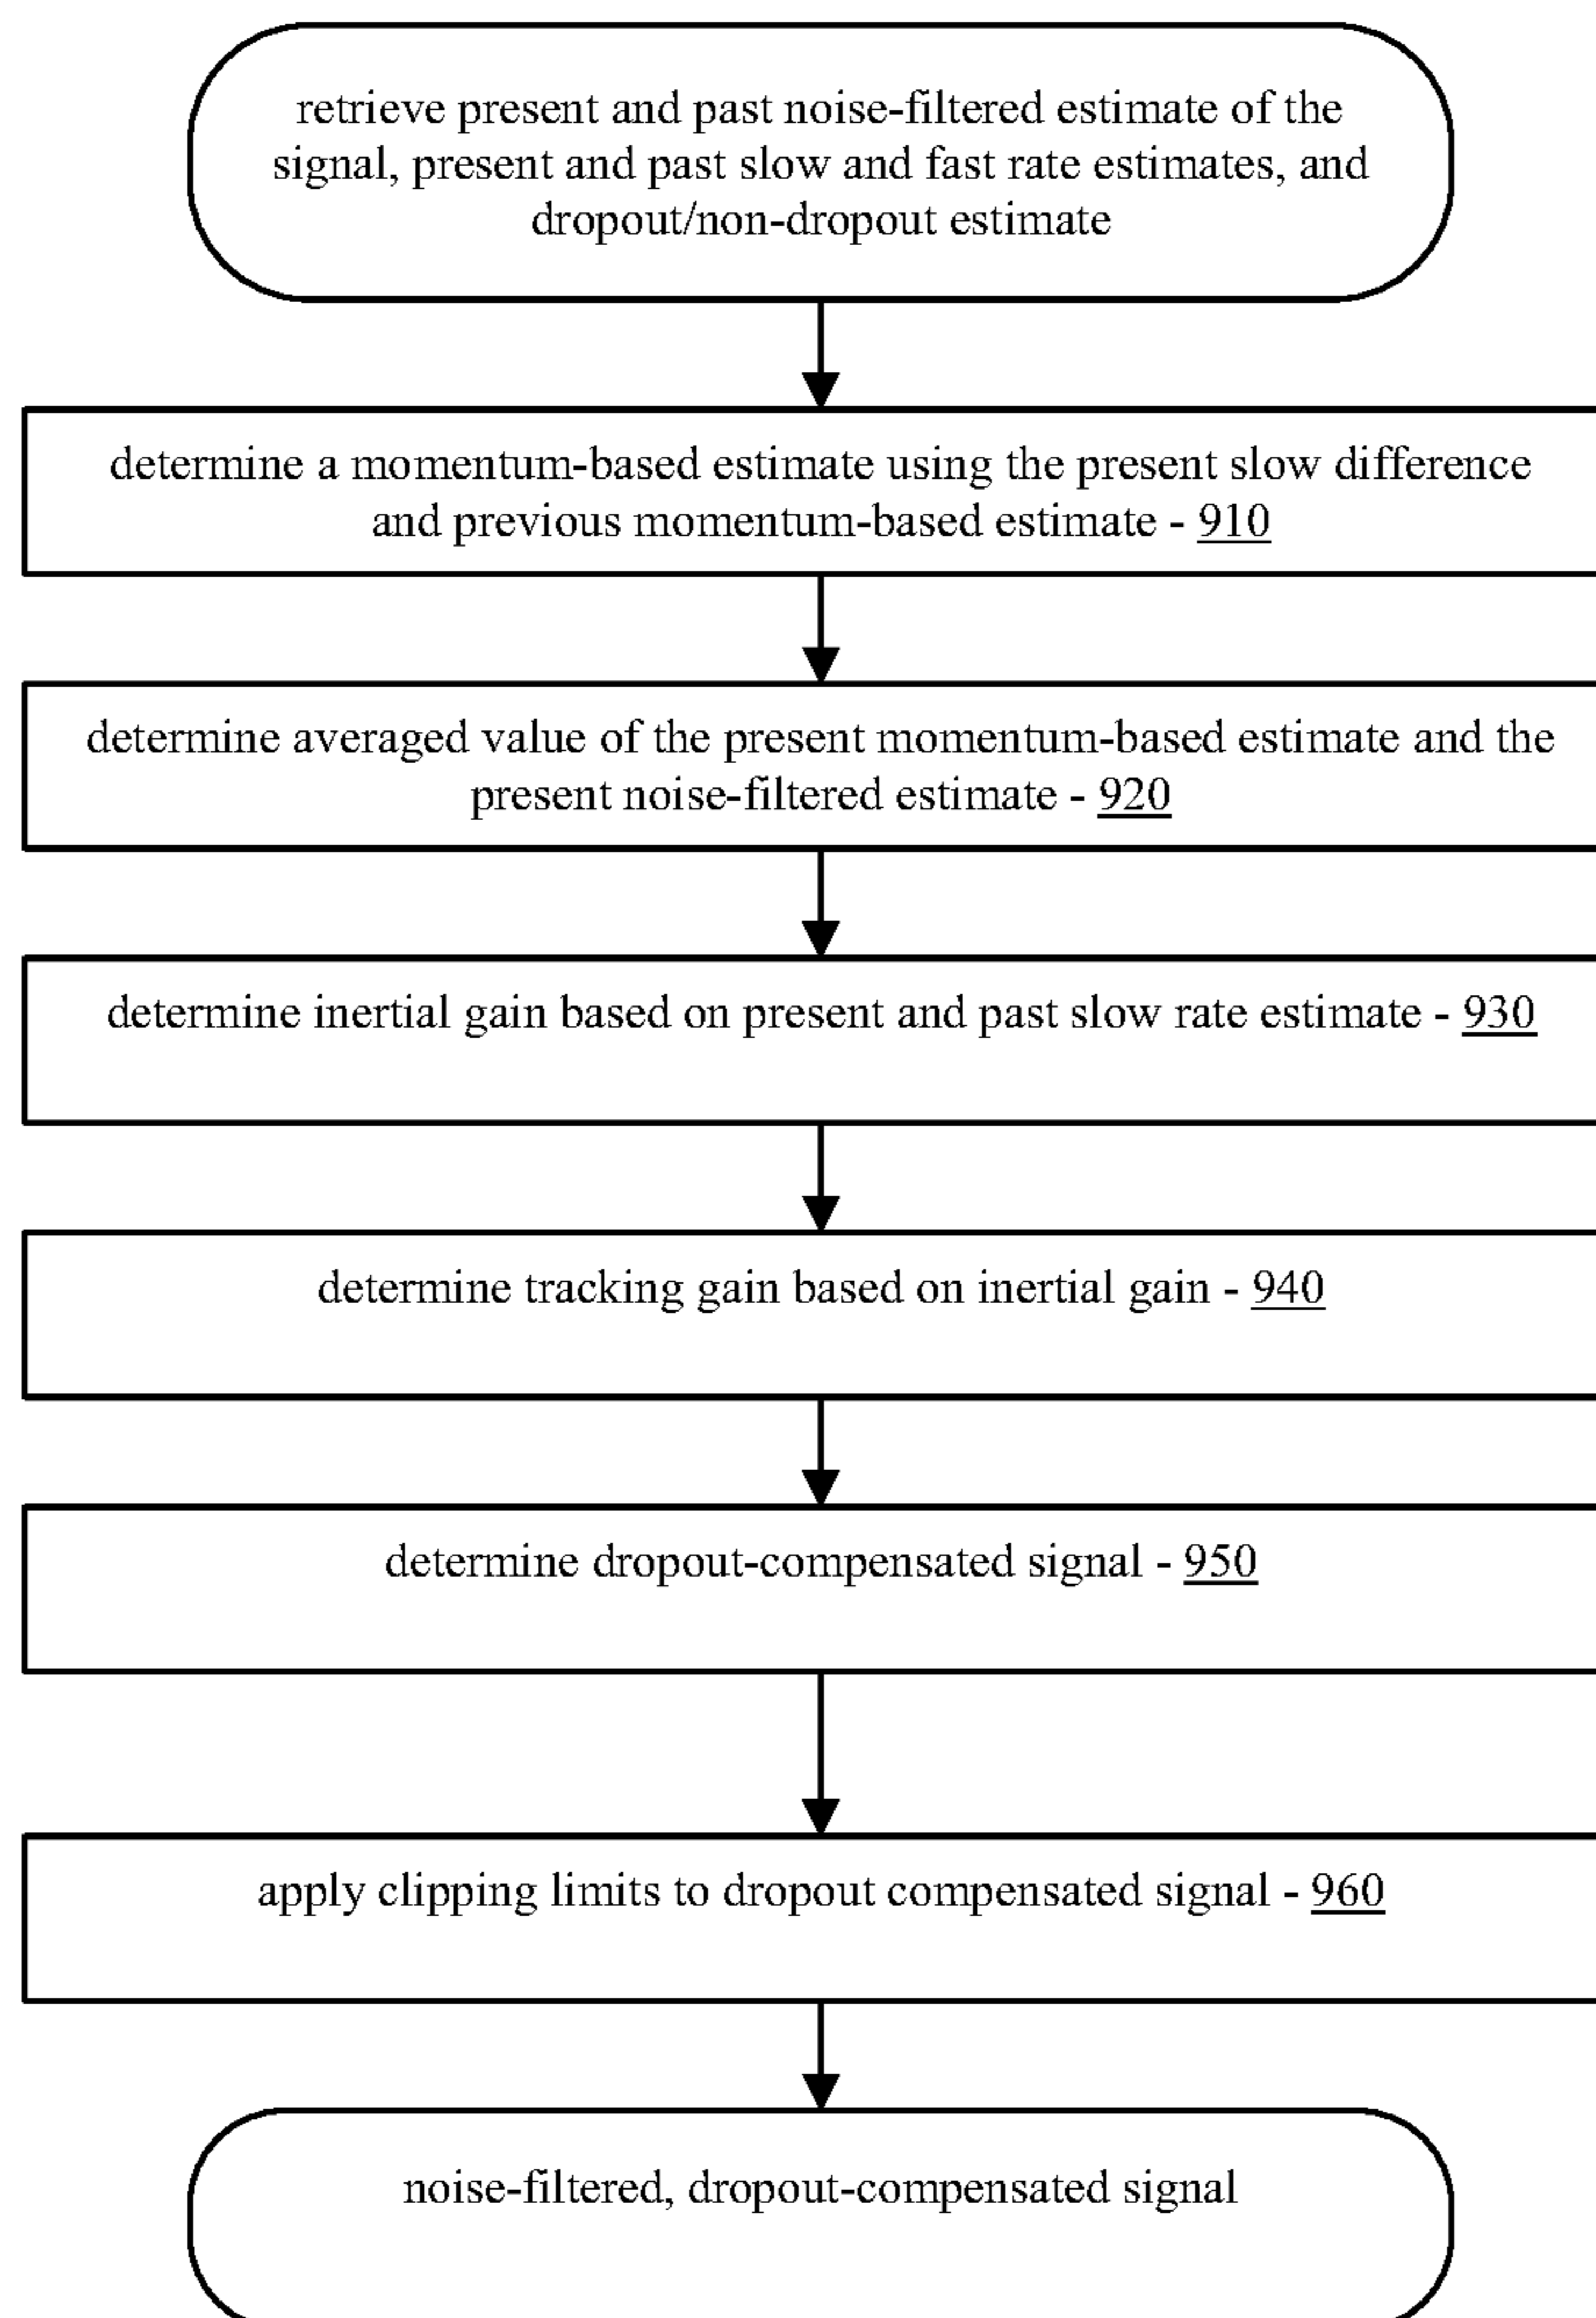 retrieve present and past noise-filtered estimate of the
signal, present and past slow and fast rate estimates, and
dropout/non-dropout estimate
determine a momentum-based estimate using the present slow difference
and previous momentum-based estimate - 910
determine averaged value of the present momentum-based estimate and the
present noise-filtered estimate - 920
determine inertial gain based on present and past slow rate estimate - 930
determine tracking gain based on inertial gain - 940
determine dropout-compensated signal - 950
apply clipping limits to dropout compensated signal - 960
noise-filtered, dropout-compensated signal